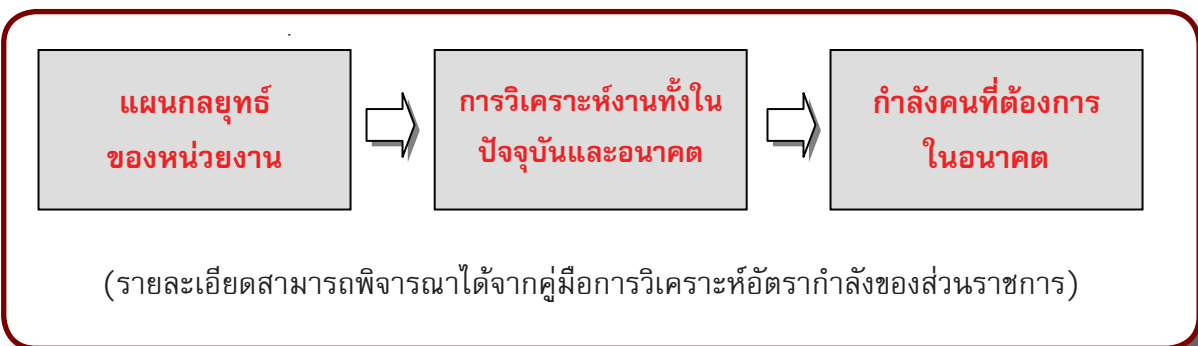 แผนกลยุทธ์
ของหน่วยงาน
การวิเคราะห์งานทั้งใน
ปัจจุบันและอนาคต
กำลังคนที่ต้องการ
ในอนาคต
(รายละเอียดสามารถพิจารณาได้จากคู่มือการวิเคราะห์อัตรากำลังของส่วนราชการ)